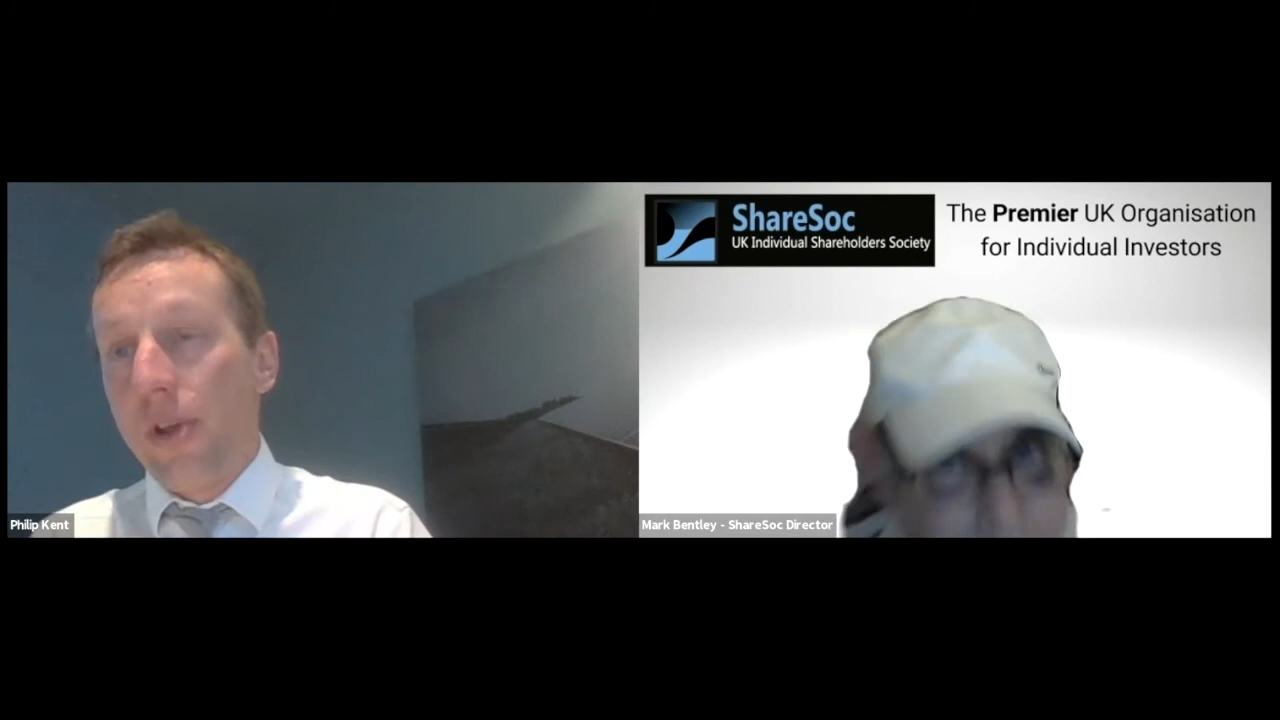 ShareSoc
UK Individual Shareholders Society
The Premier UK Organisation
for Individual Investors
Philip Kent
Mark Bentley - ShareSoc Director